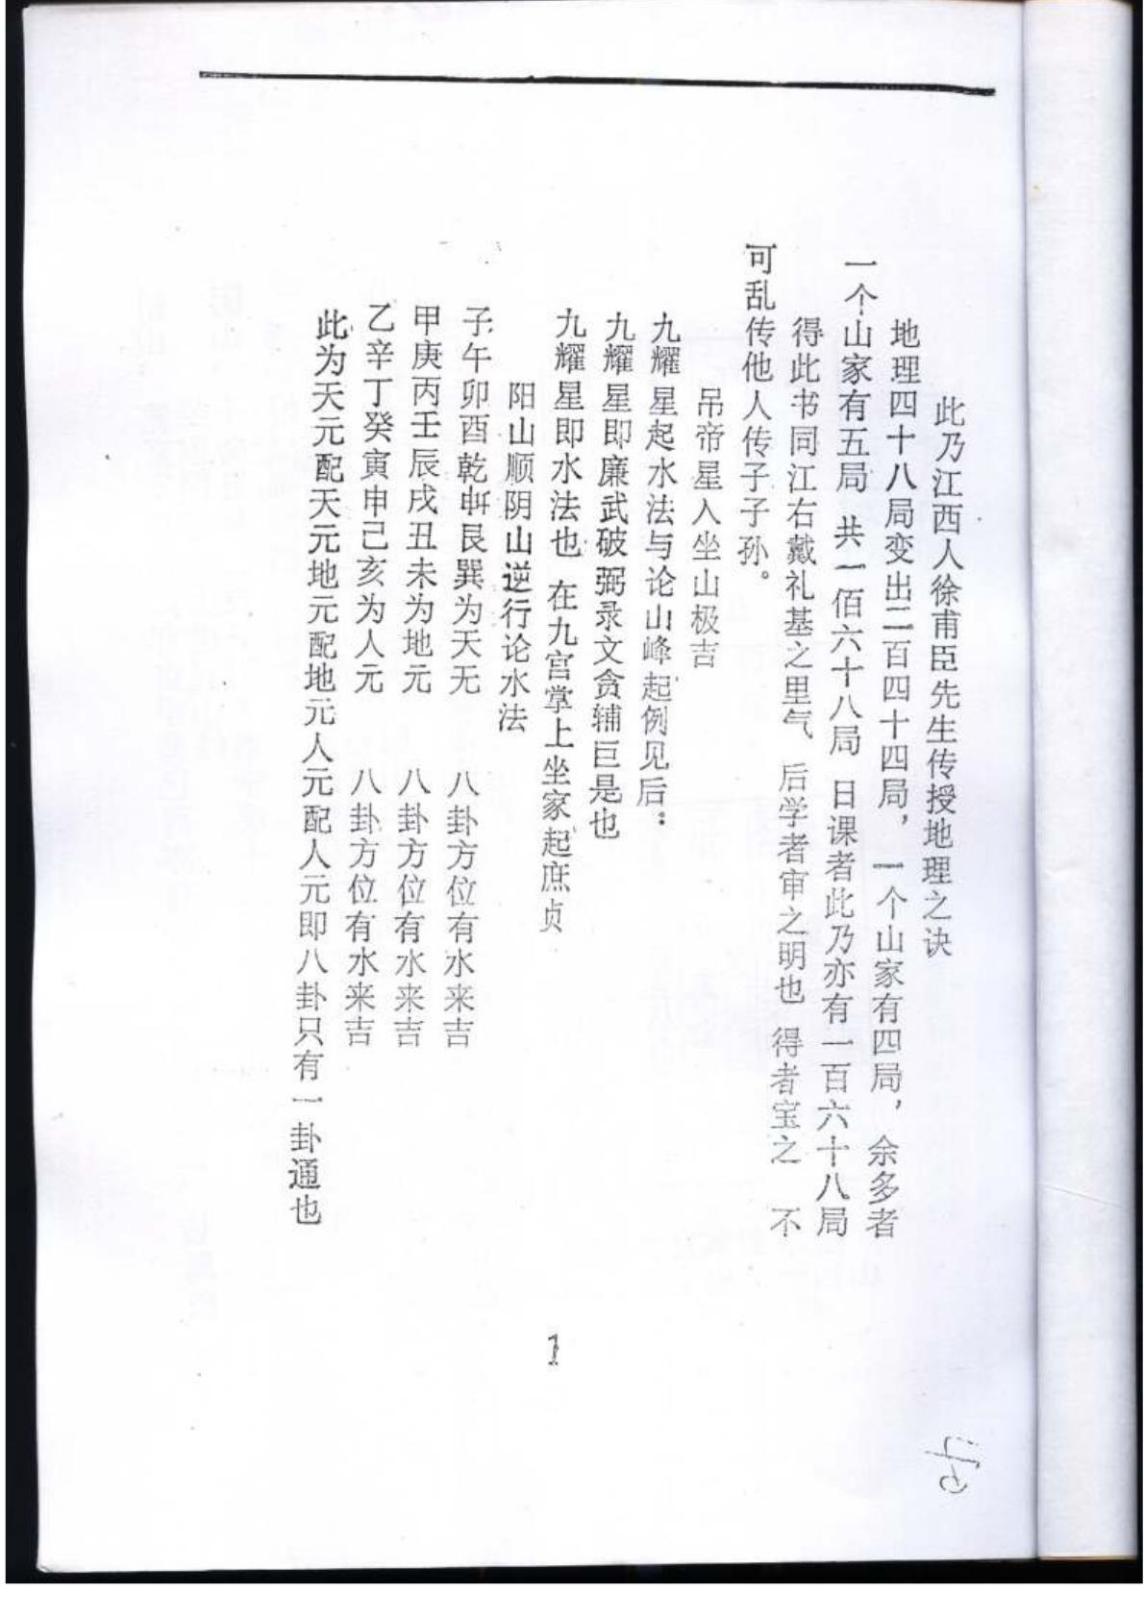 此乃江西人徐甫臣先生传授地理之诀
地理四十八局变出二百四十四局，一个山家有四局，余多者
一个山家有五局 共一佰六十八局 日课者此乃亦有一百六十八局
得此书同江右戴礼基之里气 后学者审之明也 得者宝之 不
可乱传他人传子子孙。
吊帝星入坐山极吉
九耀星起水法与论山峰起例见后：
九耀星即廉武破弼录文贪辅巨是也
九耀星即水法也 在九宫掌上坐家起庶贞
阳山顺阴山逆行论水法
子午卯酉乾艮巽为天无 八卦方位有水来吉
甲庚丙壬辰戌丑未为地元 八卦方位有水来吉
乙辛丁癸寅申己亥为人元 八卦方位有水来吉
此为天元配天元地元配地元人元配人元即八卦只有一卦通也
1